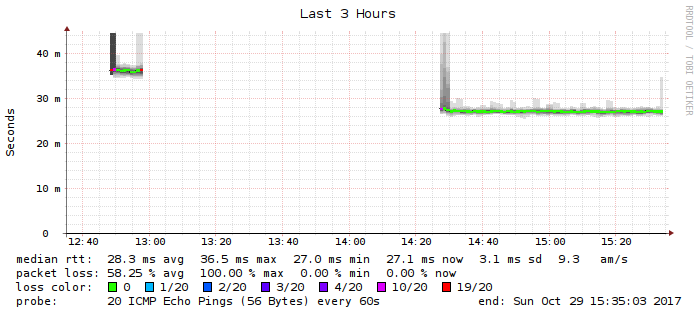 Last 3 Hours
RRDTOOL / TOBI OETIKER
Seconds
40 m
30 m
20 m
10 m
0
12:40 13:00 13:20 13:40 14:00 14:20 14:40 15:00 15:20
median rtt: 28.3 ms avg 36.5 ms max 27.0 ms min 27.1 ms now 3.1 ms sd 9.3 am/s
packet loss: 58.25 % avg 100.00 % max 0.00 % min 0.00 % now
loss color: 0 1/20 2/20 3/20 4/20 10/20 19/20
probe: 20 ICMP Echo Pings (56 Bytes) every 60s end: Sun Oct 29 15:35:03 2017